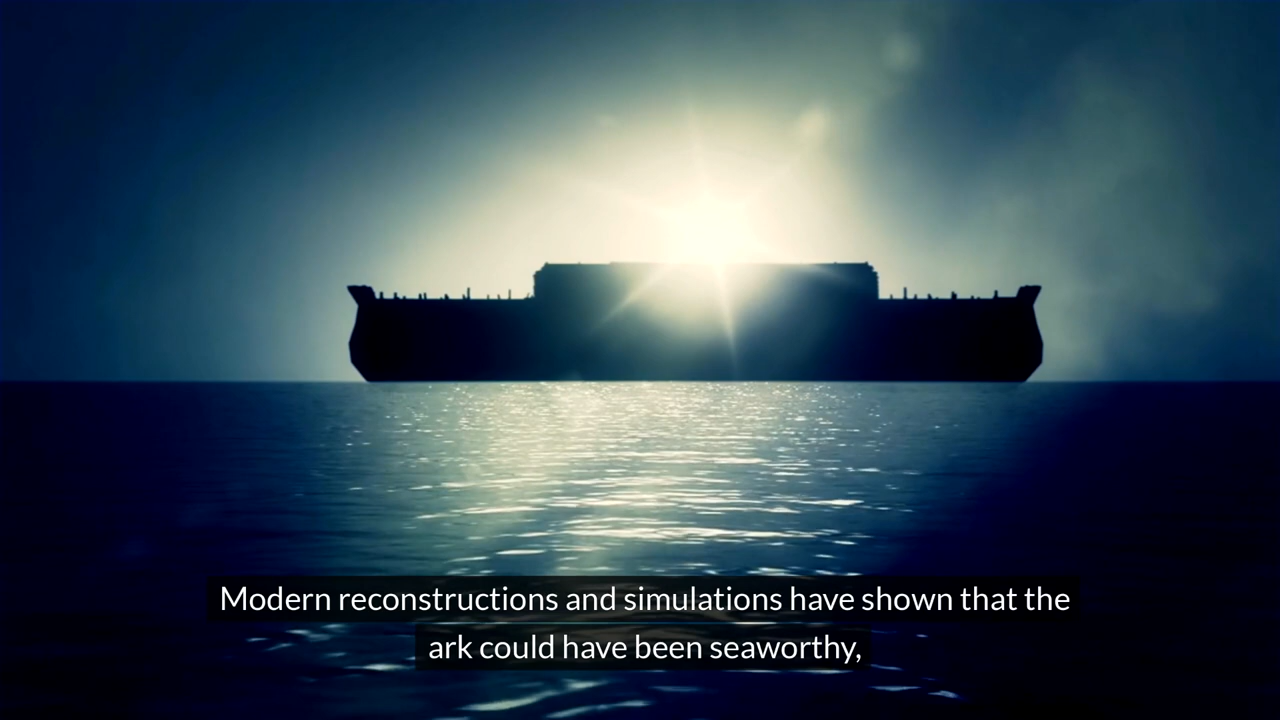 Modern reconstructions and simulations have shown that the
ark could have been seaworthy,